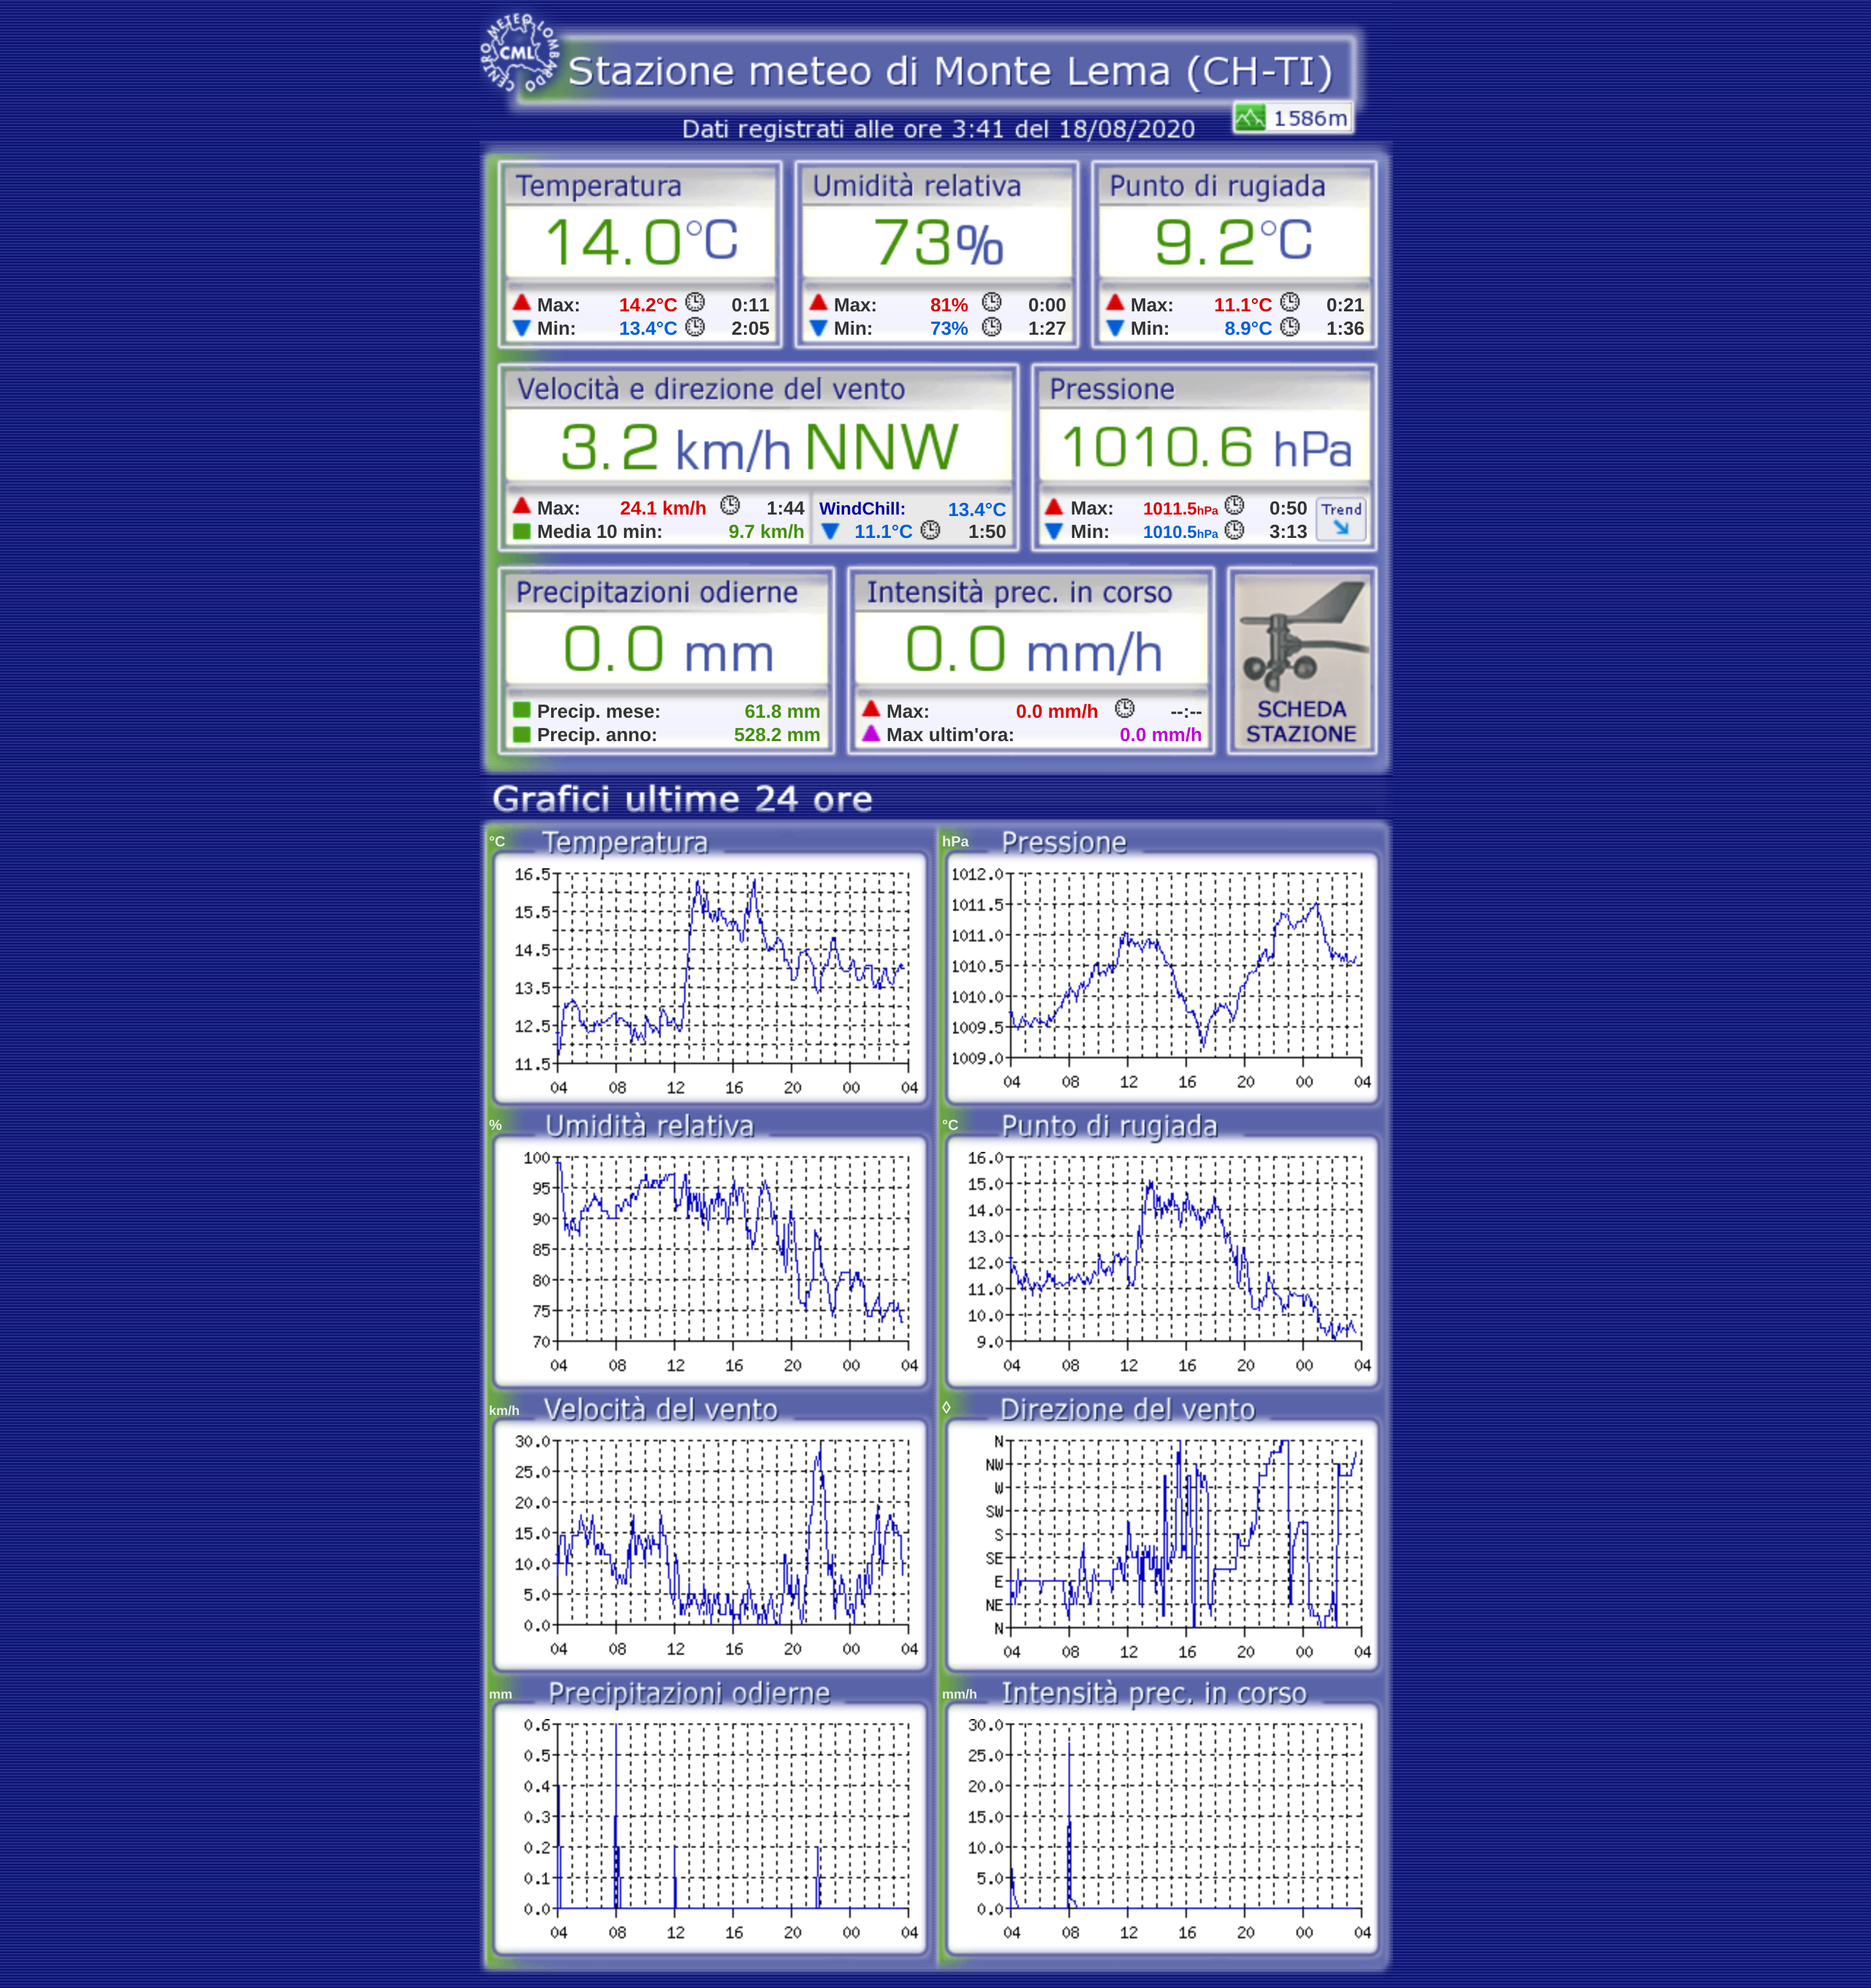 CENTRO METEO LOMBARDO
CML
Stazione meteo di Monte Lema (CH-TI)
1586m
Dati registrati alle ore 3:41 del 18/08/2020
Temperatura Umidità relativa Punto di rugiada
14.0°C 73% 9.2°C
Max: 14.2°C 0:11 Max: 81% 0:00 Max: 11.1°C 0:21
Min: 13.4°C 2:05 Min: 73% 1:27 Min: 8.9°C 1:36
Velocità e direzione del vento Pressione
3.2 km/h NNW 1010.6 hPa
Max: 24.1 km/h 1:44 WindChill: 13.4°C Max: 1011.5hPa 0:50 Trend
Media 10 min: 9.7 km/h 11.1°C 1:50 Min: 1010.5hPa 3:13
Precipitazioni odierne Intensità prec. in corso
0.0 mm 0.0 mm/h
Precip. mese: 61.8 mm Max: 0.0 mm/h --:-- SCHEDA
Precip. anno: 528.2 mm Max ultim'ora: 0.0 mm/h STAZIONE
Grafici ultime 24 ore
°C Temperatura
16.5
15.5
14.5
13.5
12.5
11.5
04 08 12 16 20 00 04
hPa Pressione
1012.0
1011.5
1011.0
1010.5
1010.0
1009.5
1009.0
04 08 12 16 20 00 04
% Umidità relativa
100
95
90
85
80
75
70
04 08 12 16 20 00 04
°C Punto di rugiada
16.0
15.0
14.0
13.0
12.0
11.0
10.0
9.0
04 08 12 16 20 00 04
km/h Velocità del vento
30.0
25.0
20.0
15.0
10.0
5.0
0.0
04 08 12 16 20 00 04
◊ Direzione del vento
N
NW
W
SW
S
SE
E
NE
N
04 08 12 16 20 00 04
mm Precipitazioni odierne
0.6
0.5
0.4
0.3
0.2
0.1
0.0
04 08 12 16 20 00 04
mm/h Intensità prec. in corso
30.0
25.0
20.0
15.0
10.0
5.0
0.0
04 08 12 16 20 00 04